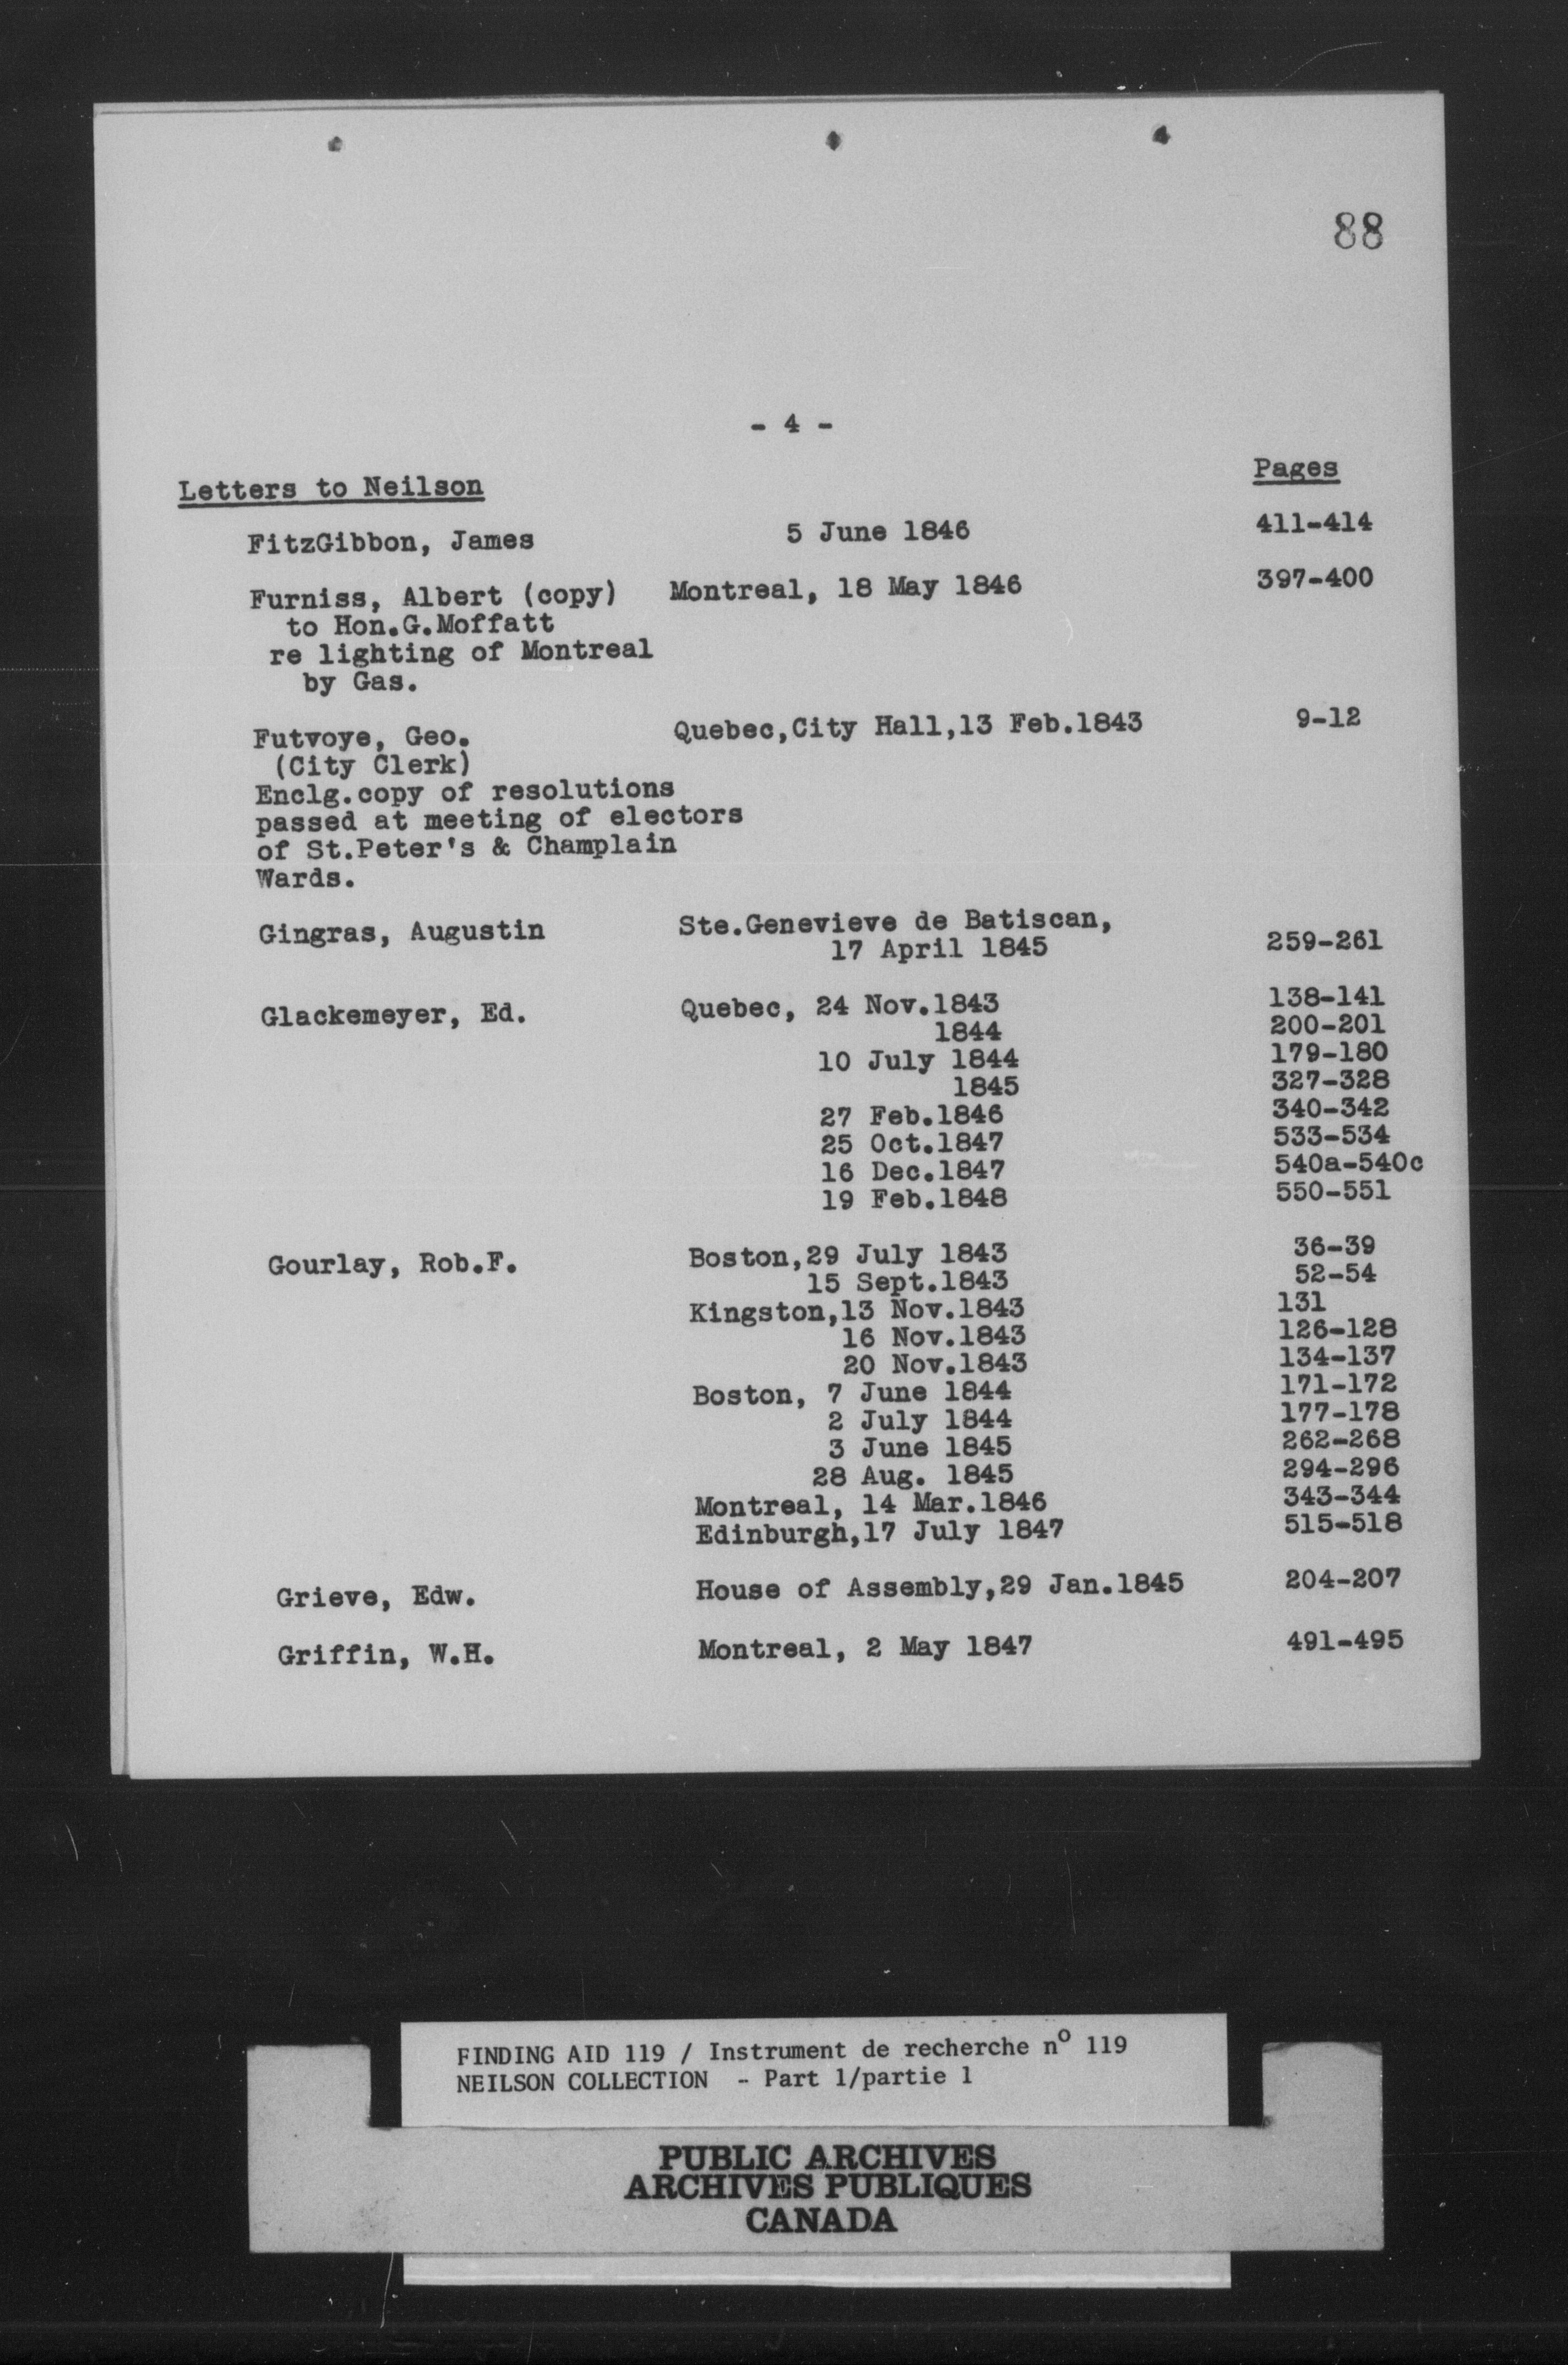 88
- 4 -
Letters to Neilson Pages
FitzGibbon, James 5 June 1846 411-414
Furniss, Albert (copy) Montreal, 18 May 1846 397-400
to Hon.G.Moffatt
re lighting of Montreal
by Gas.
Futvoye, Geo. Quebec,City Hall,13 Feb.1843 9-12
(City Clerk)
Enclg.copy of resolutions
passed at meeting of electors
of St.Peter's & Champlain
Wards.
Gingras, Augustin Ste.Genevieve de Batiscan,
17 April 1845 259-261
Glackemeyer, Ed. Quebec, 24 Nov.1843 138-141
1844 200-201
10 July 1844 179-180
1845 327-328
27 Feb.1846 340-342
25 Oct.1847 533-534
16 Dec.1847 540a-540c
19 Feb.1848 550-551
Gourlay, Rob.F. Boston,29 July 1843 36-39
15 Sept.1843 52-54
Kingston,13 Nov.1843 131
16 Nov.1843 126-128
20 Nov.1843 134-137
Boston, 7 June 1844 171-172
2 July 1844 177-178
3 June 1845 262-268
28 Aug. 1845 294-296
Montreal, 14 Mar.1846 343-344
Edinburgh,17 July 1847 515-518
Grieve, Edw. House of Assembly,29 Jan.1845 204-207
Griffin, W.H. Montreal, 2 May 1847 491-495
FINDING AID 119 / Instrument de recherche nº 119
NEILSON COLLECTION - Part 1/partie 1
PUBLIC ARCHIVES
ARCHIVES PUBLIQUES
CANADA